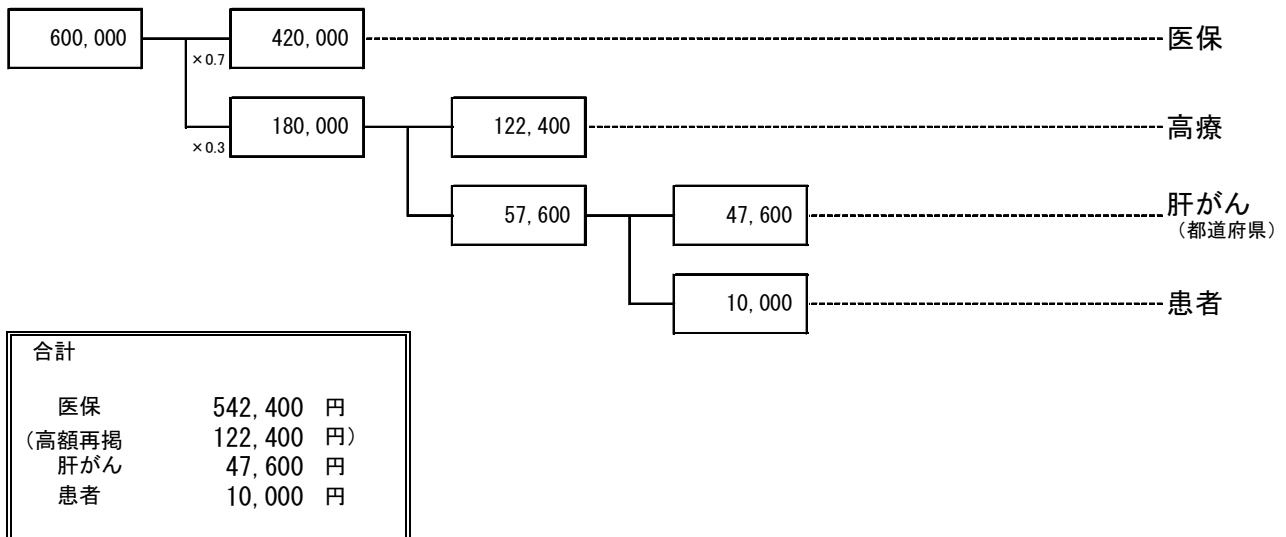 600,000 420,000 医保
×0.7
180,000 122,400 高療
×0.3
57,600 47,600 肝がん
(都道府県)
10,000 患者
合計
医保 542,400 円
(高額再掲 122,400 円)
肝がん 47,600 円
患者 10,000 円